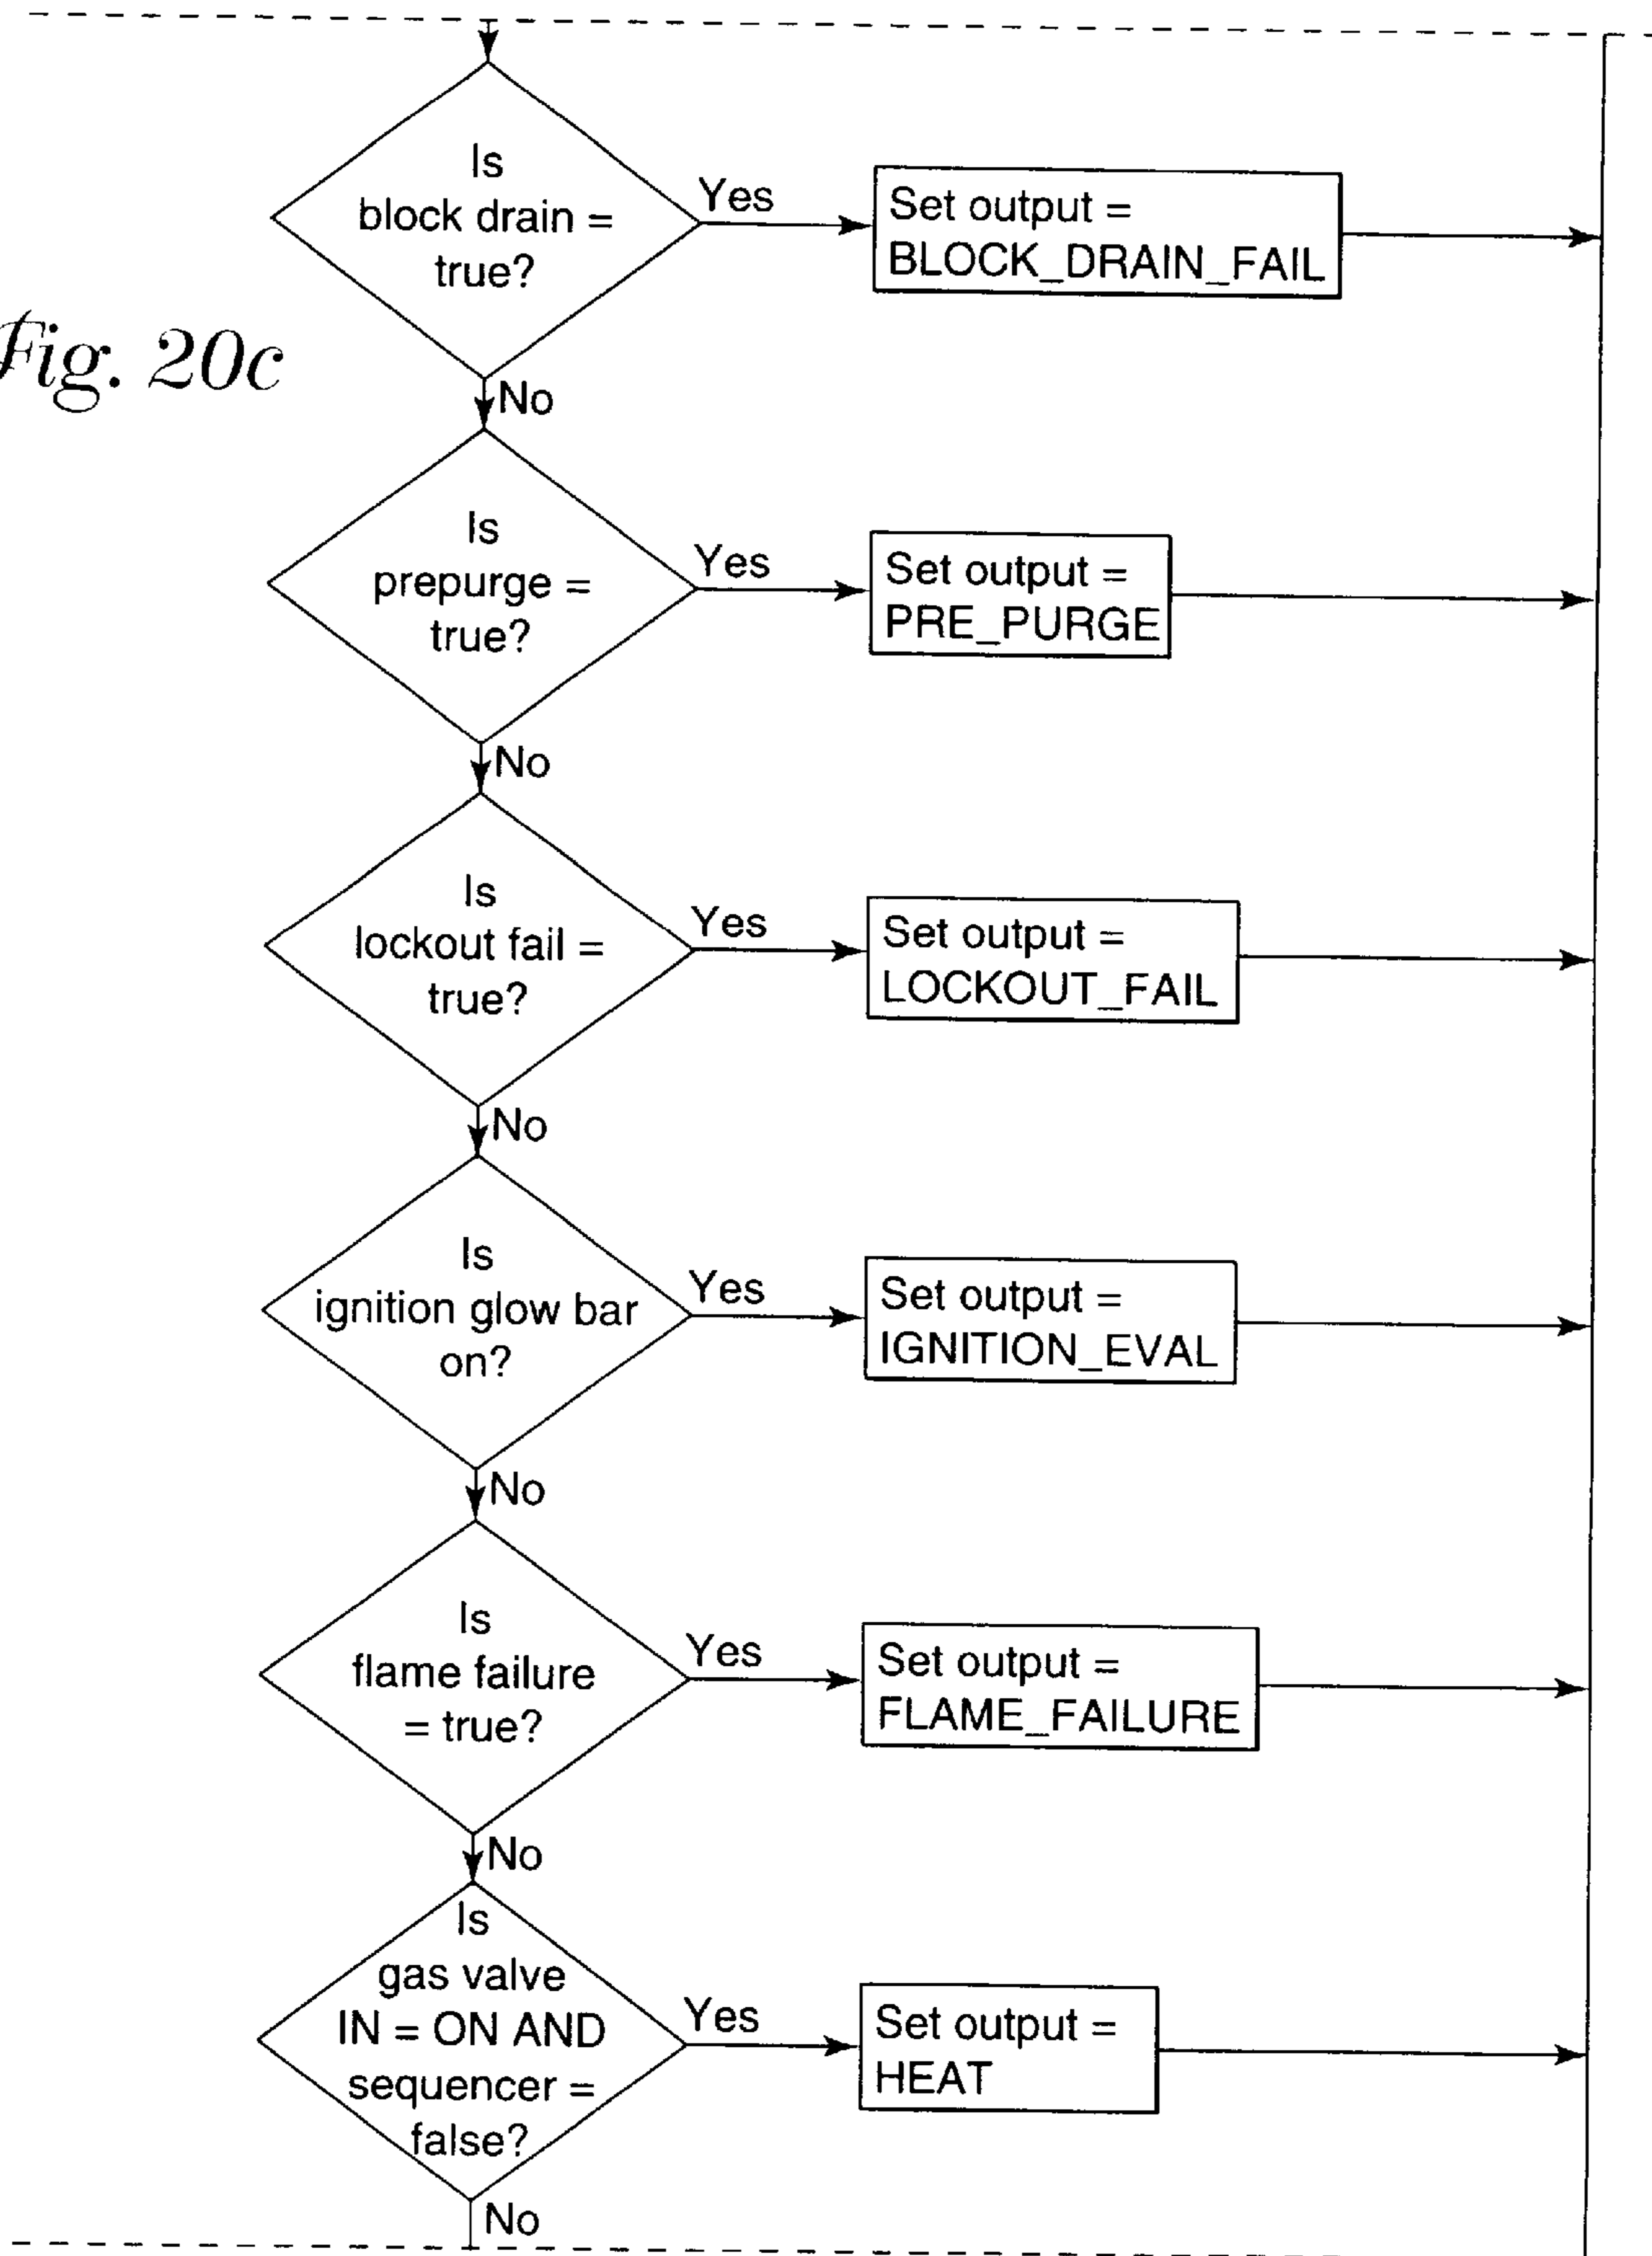 Is
block drain =
true?
Yes
Set output =
BLOCK_DRAIN_FAIL
Fig. 20c
No
Is
prepurge =
true?
Yes
Set output =
PRE_PURGE
No
Is
lockout fail =
true?
Yes
Set output =
LOCKOUT_FAIL
No
Is
ignition glow bar
on?
Yes
Set output =
IGNITION_EVAL
No
Is
flame failure
= true?
Yes
Set output =
FLAME_FAILURE
No
Is
gas valve
IN = ON AND
sequencer =
false?
Yes
Set output =
HEAT
No